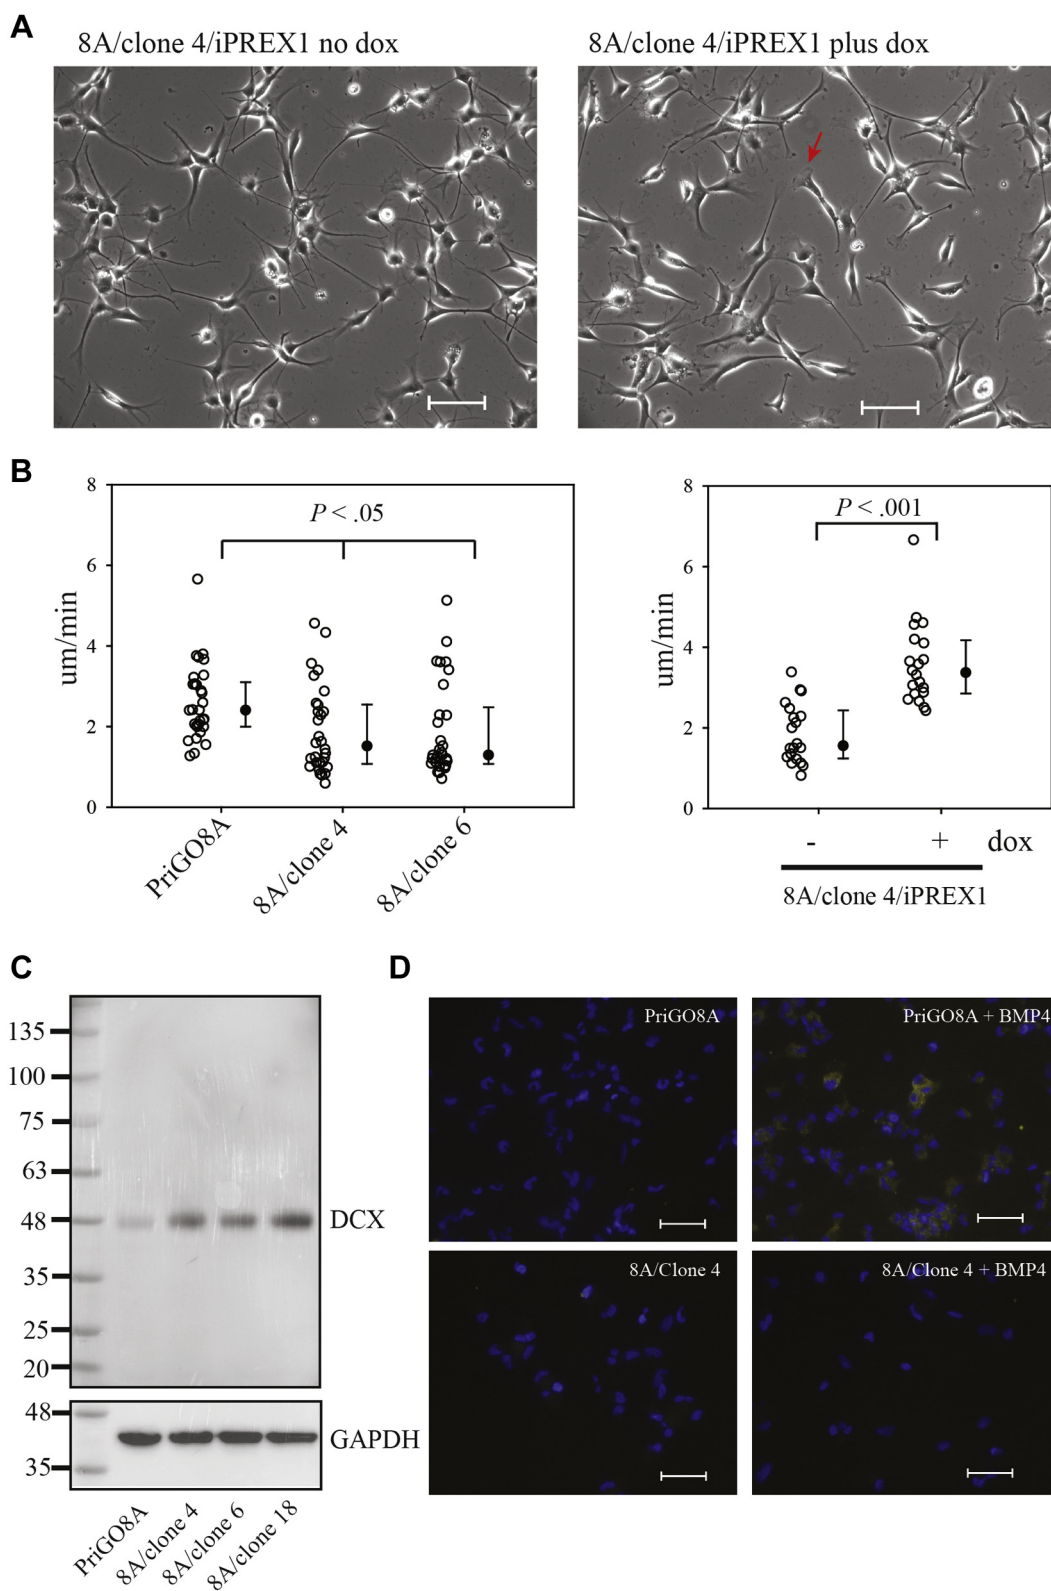 A
8A/clone 4/iPREX1 no dox
8A/clone 4/iPREX1 plus dox
B
8
P < .05
6
um/min
4
2
0
PriGO8A
8A/clone 4
8A/clone 6
8
P < .001
6
um/min
4
2
0
- + dox
8A/clone 4/iPREX1
C
135
100
75
63
48
DCX
35
25
20
48
GAPDH
35
PriGO8A
8A/clone 4
8A/clone 6
8A/clone 18
D
PriGO8A
PriGO8A + BMP4
8A/Clone 4
8A/Clone 4 + BMP4